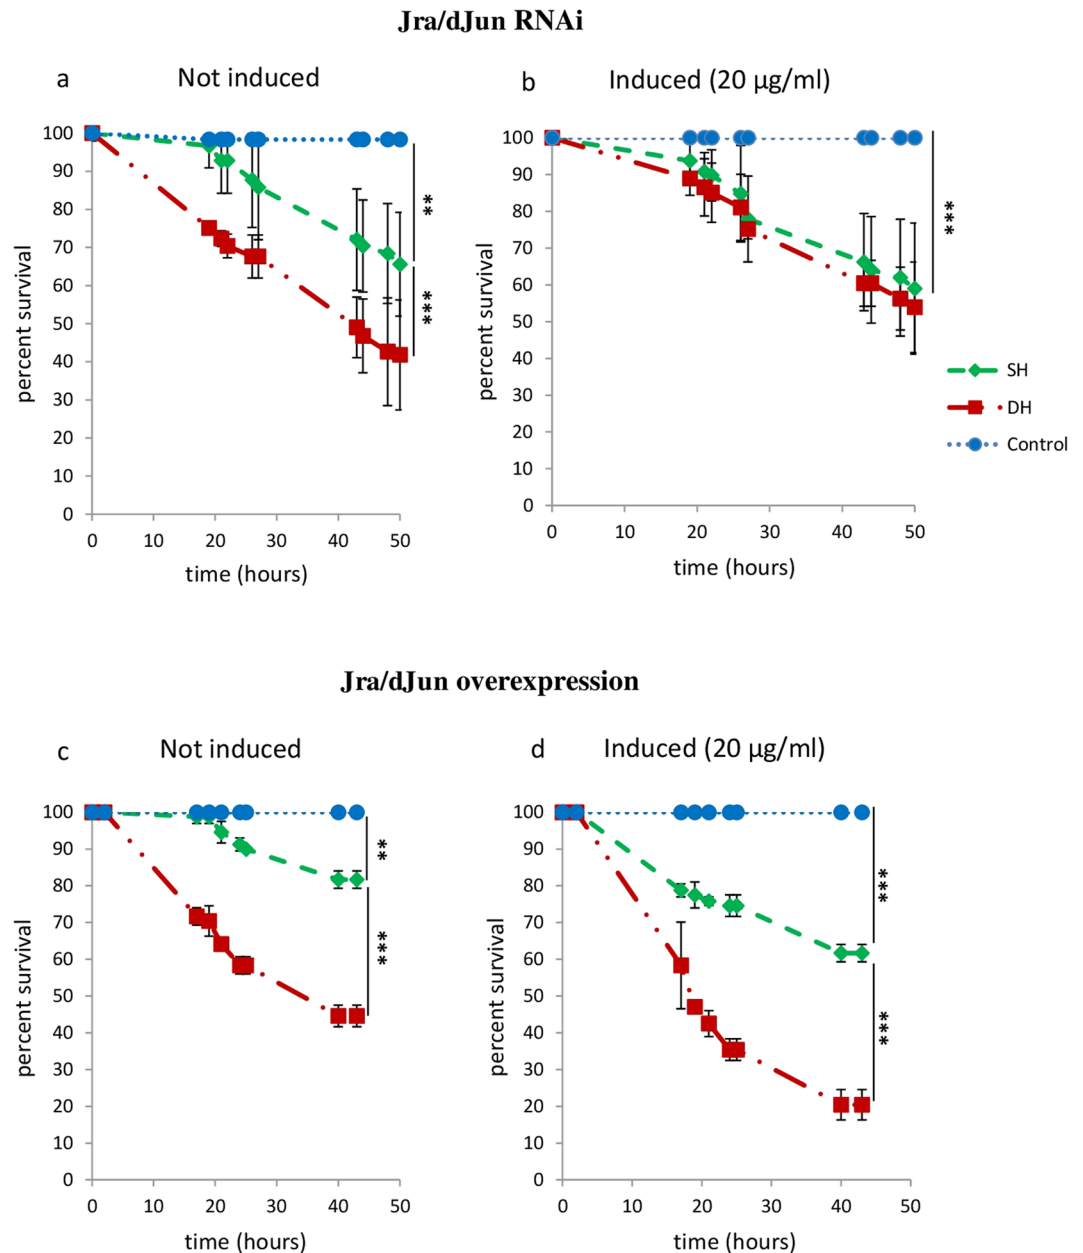 Jra/dJun RNAi
a Not induced
b Induced (20 µg/ml)
percent survival
100
90
80
70
60
50
40
30
20
10
0
0 10 20 30 40 50
time (hours)
**
***
percent survival
100
90
80
70
60
50
40
30
20
10
0
0 10 20 30 40 50
time (hours)
***
SH
DH
Control
Jra/dJun overexpression
c Not induced
d Induced (20 µg/ml)
percent survival
100
90
80
70
60
50
40
30
20
10
0
0 10 20 30 40 50
time (hours)
**
***
percent survival
100
90
80
70
60
50
40
30
20
10
0
0 10 20 30 40 50
time (hours)
***
***